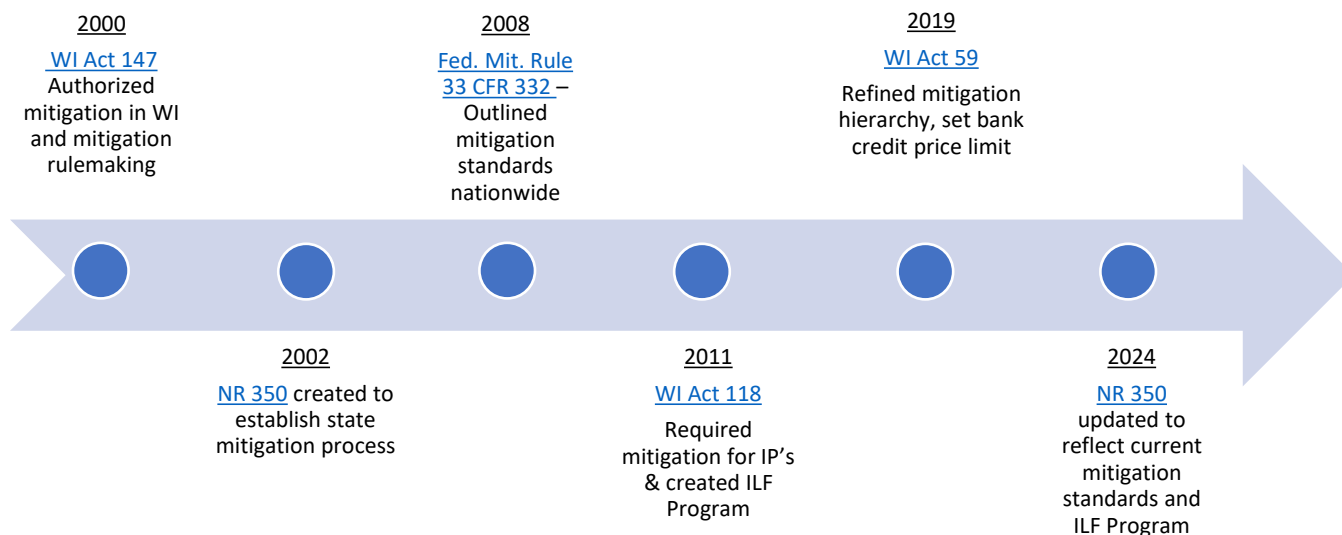 2000
WI Act 147
Authorized
mitigation in WI
and mitigation
rulemaking
2008
Fed. Mit. Rule
33 CFR 332 –
Outlined
mitigation
standards
nationwide
2019
WI Act 59
Refined mitigation
hierarchy, set bank
credit price limit
2002
NR 350 created to
establish state
mitigation process
2011
WI Act 118
Required
mitigation for IP's
& created ILF
Program
2024
NR 350
updated to
reflect current
mitigation
standards and
ILF Program